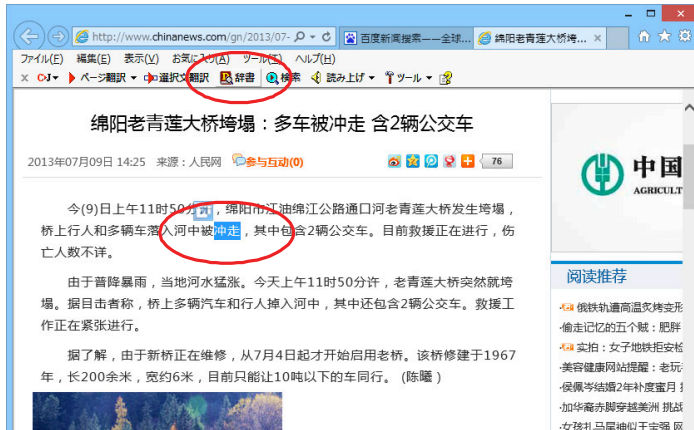 http://www.chinanews.com/gn/2013/07-
百度新闻搜索——全球...
绵阳老青莲大桥垮...
ファイル(F) 編集(E) 表示(V) お気に入り(A) ツール(T) ヘルプ(H)
× C•J ページ翻訳 選択文翻訳 辞書 検索 読み上げ ツール
绵阳老青莲大桥垮塌：多车被冲走 含2辆公交车
2013年07月09日 14:25 来源：人民网 参与互动(0)
76
今(9)日上午11时50分许，绵阳市江油绵江公路通口河老青莲大桥发生垮塌，
桥上行人和多辆车落入河中被冲走，其中包含2辆公交车。目前救援正在进行，伤
亡人数不详。
由于普降暴雨，当地河水猛涨。今天上午11时50分许，老青莲大桥突然就垮
塌。据目击者称，桥上多辆汽车和行人掉入河中，其中还包含2辆公交车。救援工
作正在紧张进行。
据了解，由于新桥正在维修，从7月4日起才开始启用老桥。该桥修建于1967
年，长200余米，宽约6米，目前只能让10吨以下的车同行。 (陈曦 )
中国
AGRICULT
阅读推荐
·俄铁轨遭高温炙烤变形
·偷走记忆的五个贼：肥胖
·实拍：女子地铁拒安检
·美容健康网站提醒：老玩
·侯佩岑结婚2年补度蜜月
·加华裔赤脚穿越美洲 挑战
·女孩扎马尾神似王宝强 网